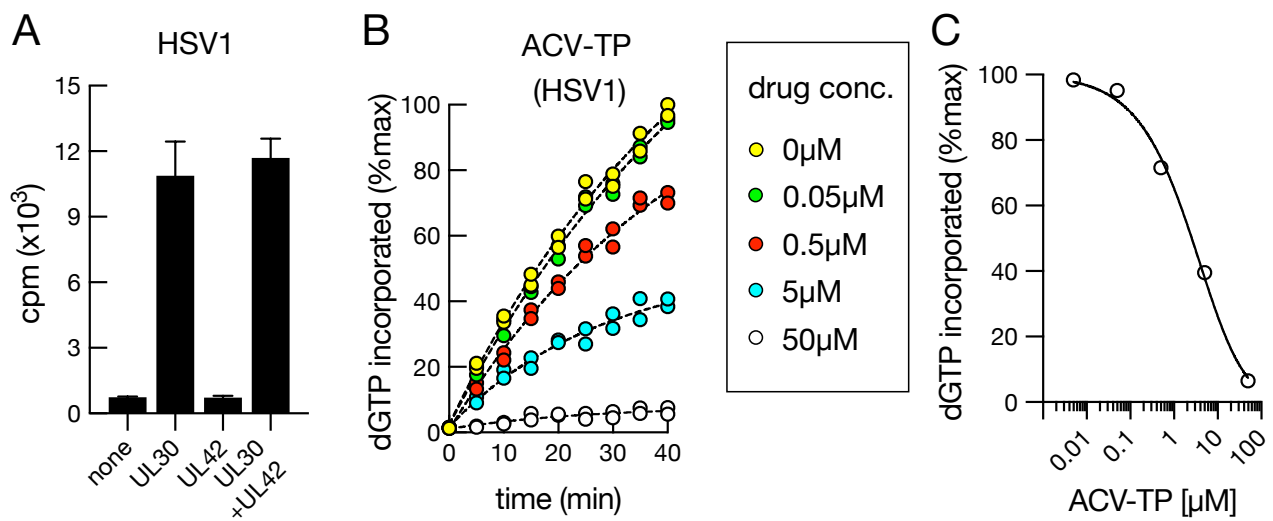 A
HSV1
cpm (x10³)
15
12
9
6
3
0
none
UL30
UL42
UL30
+UL42
B
ACV-TP
(HSV1)
dGTP incorporated (%max)
100
80
60
40
20
0
0
10
20
30
40
time (min)
drug conc.
0µM
0.05µM
0.5µM
5µM
50µM
C
dGTP incorporated (%max)
100
80
60
40
20
0
0.01
0.1
1
10
100
ACV-TP [µM]